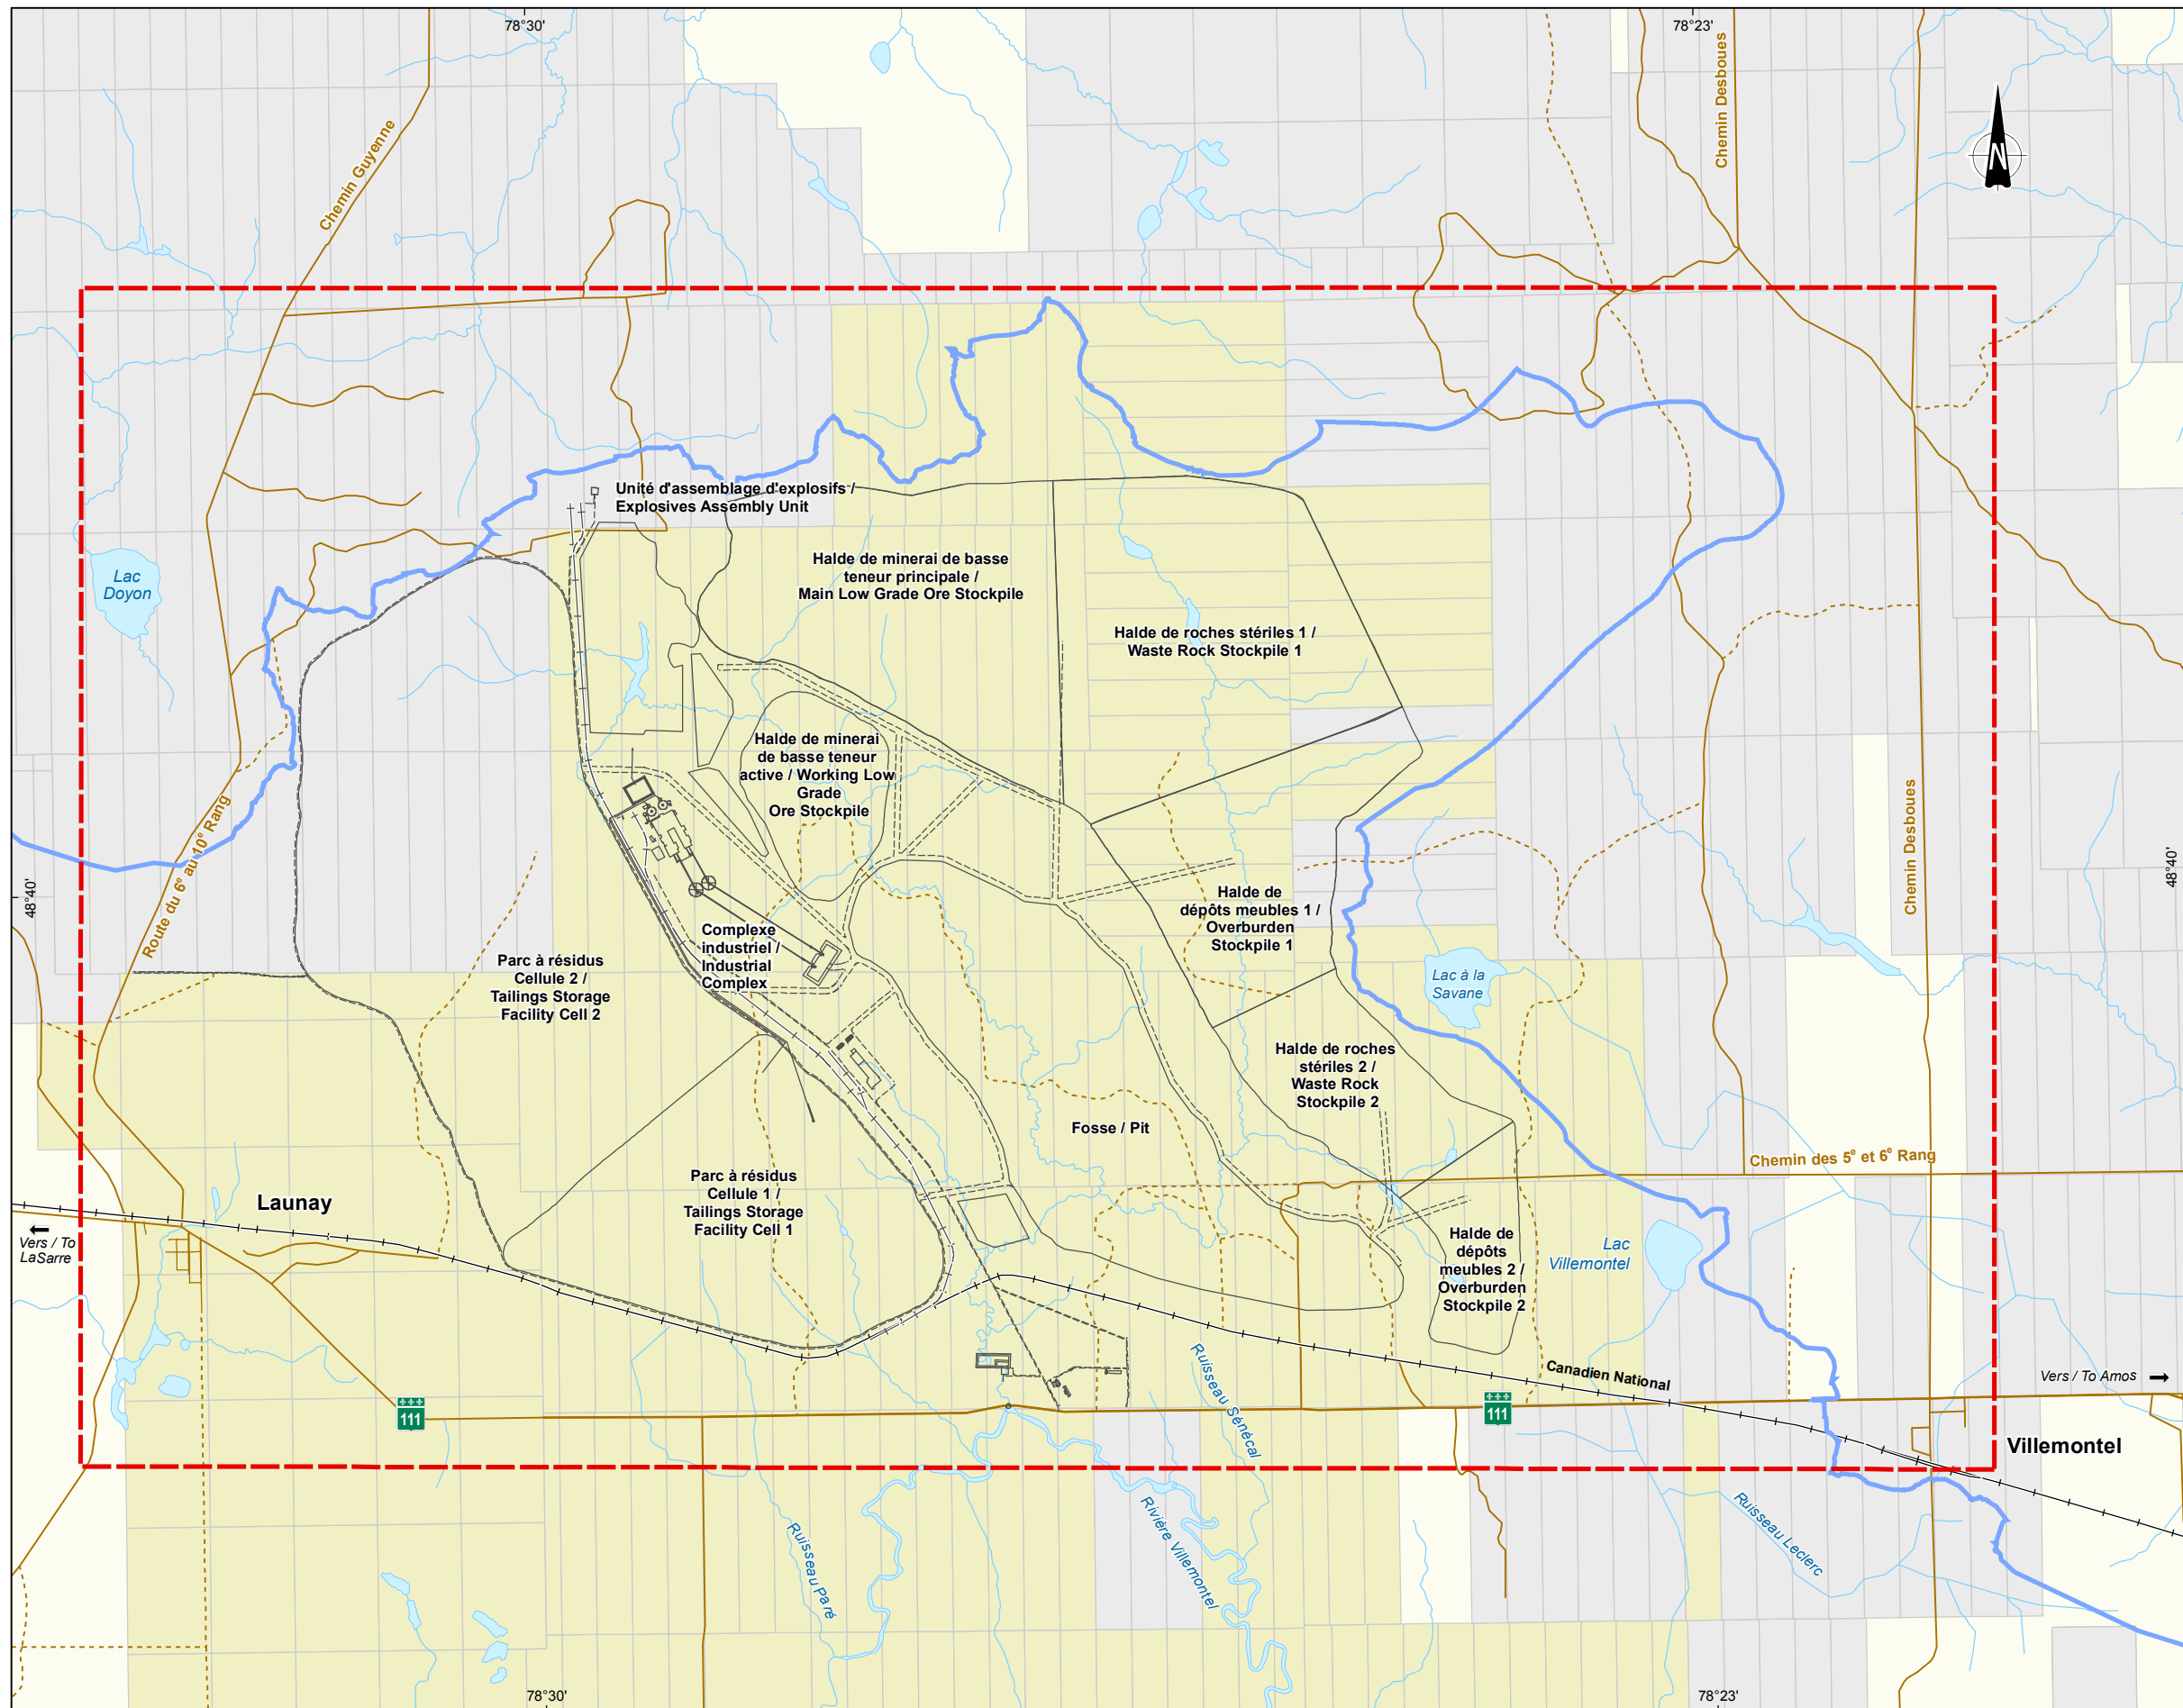 78°30'
78°23'
Chemin Desboues
Chemin Guyenne
N
Unité d'assemblage d'explosifs /
Explosives Assembly Unit
Halde de minerai de basse
teneur principale /
Main Low Grade Ore Stockpile
Lac
Doyon
Halde de roches stériles 1 /
Waste Rock Stockpile 1
Halde de minerai
de basse teneur
active / Working Low
Grade
Ore Stockpile
Route du 6e au 10e Rang
Chemin Desboues
48°40'
48°40'
Halde de
dépôts meubles 1 /
Overburden
Stockpile 1
Complexe
industriel /
Industrial
Complex
Parc à résidus
Cellule 2 /
Tailings Storage
Facility Cell 2
Lac à la
Savane
Halde de roches
stériles 2 /
Waste Rock
Stockpile 2
Fosse / Pit
Chemin des 5e et 6e Rang
Parc à résidus
Cellule 1 /
Tailings Storage
Facility Cell 1
Launay
Vers / To
LaSarre
Halde de
dépôts
meubles 2 /
Overburden
Stockpile 2
Lac
Villemontel
Canadien National
Vers / To Amos
111
111
Ruisseau Sénécal
Villemontel
Ruisseau Paré
Rivière Villemontel
Ruisseau Leclerc
78°30'
78°23'